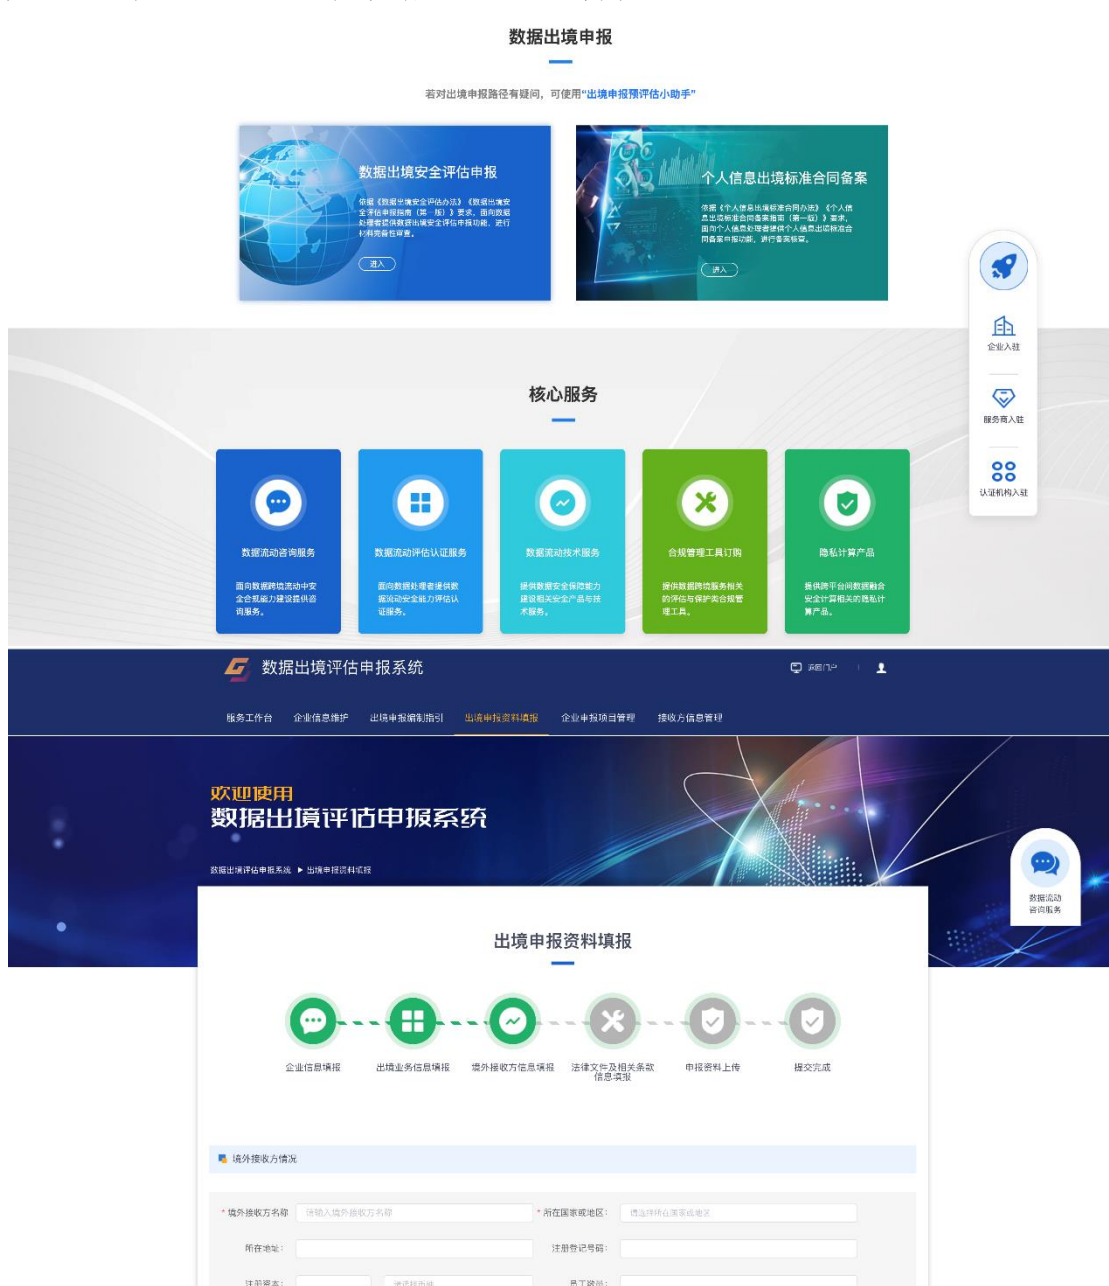 数据出境申报
若对出境申报路径有疑问，可使用“出境申报预评估小助手”
数据出境安全评估申报
依据《数据出境安全评估办法》《数据出境安
全评估申报指南（第一版）》要求，面向数据
处理者提供数据出境安全评估申报功能，进行
材料完备性审查。
进入
个人信息出境标准合同备案
依据《个人信息出境标准合同办法》《个人信
息出境标准合同备案指南（第一版）》要求，
面向个人信息处理者提供个人信息出境标准合
同备案申报功能，进行备案核查。
进入
企业入驻
服务商入驻
认证机构入驻
核心服务
数据流动咨询服务
面向数据跨境流动中安
全合规能力建设提供咨
询服务。
数据流动评估认证服务
面向数据处理者提供数
据流动安全能力评估认
证服务。
数据流动技术服务
提供数据安全保障能力
建设相关安全产品与技
术服务。
合规管理工具订购
提供数据跨境服务相关
的评估与保护类合规管
理工具。
隐私计算产品
提供跨平台间数据融合
安全计算相关的隐私计
算产品。
数据出境评估申报系统
返回门户
服务工作台 企业信息维护 出境申报编制指引 出境申报资料填报 企业申报项目管理 接收方信息管理
欢迎使用
数据出境评估申报系统
数据出境评估申报系统 ▶ 出境申报资料填报
数据流动
咨询服务
出境申报资料填报
企业信息填报
出境业务信息填报
境外接收方信息填报
法律文件及相关条款
信息填报
申报资料上传
提交完成
境外接收方情况
* 境外接收方名称 请输入境外接收方名称
* 所在国家或地区： 请选择所在国家或地区
所在地址：
注册登记号码：
注册资本：